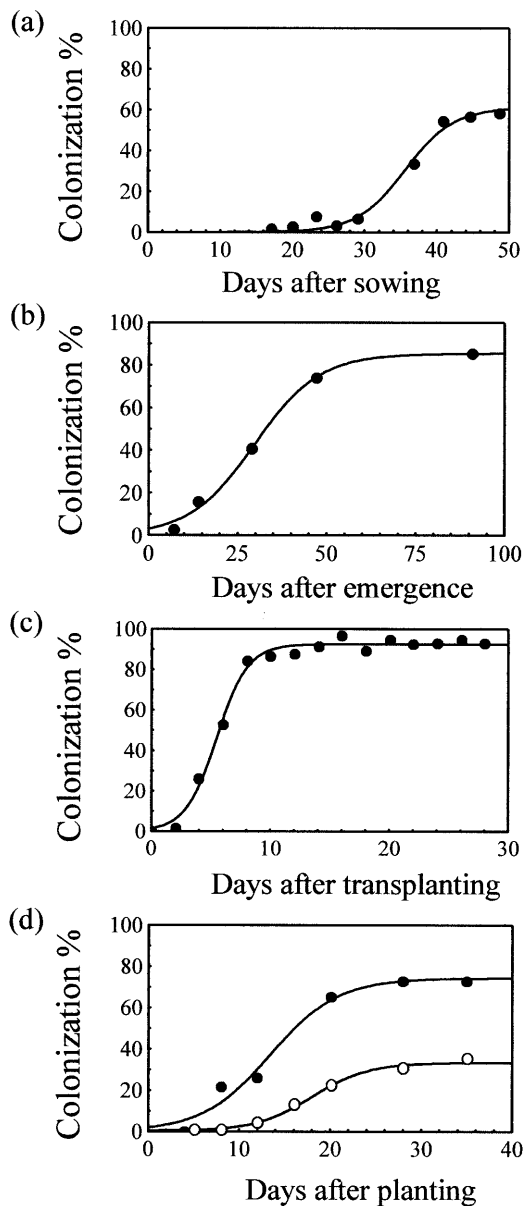 (a)
Colonization %
100
80
60
40
20
0
0 10 20 30 40 50
Days after sowing
(b)
Colonization %
100
80
60
40
20
0
0 25 50 75 100
Days after emergence
(c)
Colonization %
100
80
60
40
20
0
0 10 20 30
Days after transplanting
(d)
Colonization %
100
80
60
40
20
0
0 10 20 30 40
Days after planting